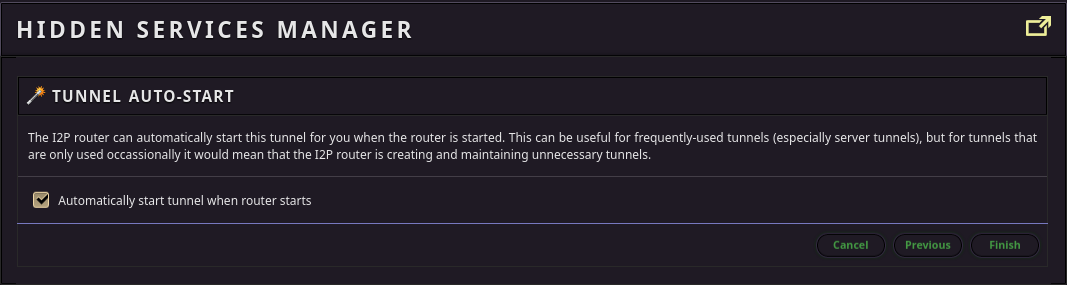 HIDDEN SERVICES MANAGER
TUNNEL AUTO-START
The I2P router can automatically start this tunnel for you when the router is started. This can be useful for frequently-used tunnels (especially server tunnels), but for tunnels that
are only used occassionally it would mean that the I2P router is creating and maintaining unnecessary tunnels.
Automatically start tunnel when router starts
Cancel Previous Finish